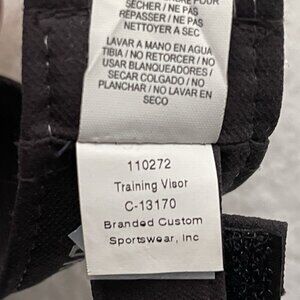 SÉCHER / NE PAS
REPASSER / NE PAS
NETTOYER A SEC
LAVAR A MANO EN AGUA
TIBIA / NO RETORCER / NO
USAR BLANQUEADORES /
SECAR COLGADO / NO
PLANCHAR / NO LAVAR EN
SECO
110272
Training Visor
C-13170
Branded Custom
Sportswear, Inc